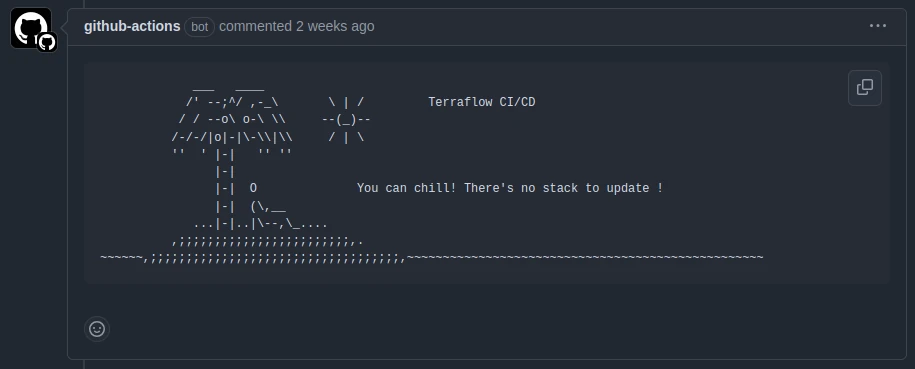 github-actions bot commented 2 weeks ago
             ___   ____
            /' --;^/ ,-_\       \ | /         Terraflow CI/CD
           / / --o\ o-\ \\     --(_)--
          /-/-/|o|-|\-\\|\\     / | \
          ''  ' |-|   '' ''
                |-|
                |-|  O              You can chill! There's no stack to update !
                |-|  (\,__
             ...|-|..|\--,\_....
          ,;;;;;;;;;;;;;;;;;;;;;;;;,.
~~~~~~,;;;;;;;;;;;;;;;;;;;;;;;;;;;;;;;;;;;,~~~~~~~~~~~~~~~~~~~~~~~~~~~~~~~~~~~~~~~~~~~~~~~~~~